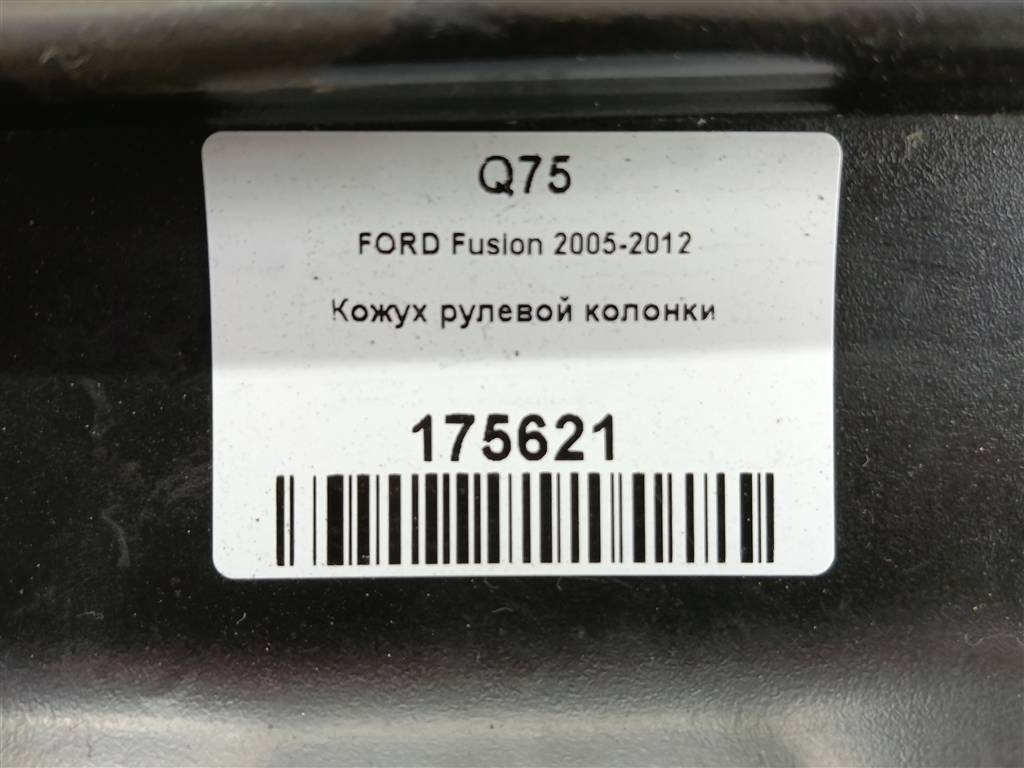 Q75
FORD Fusion 2005-2012
Кожух рулевой колонки
175621